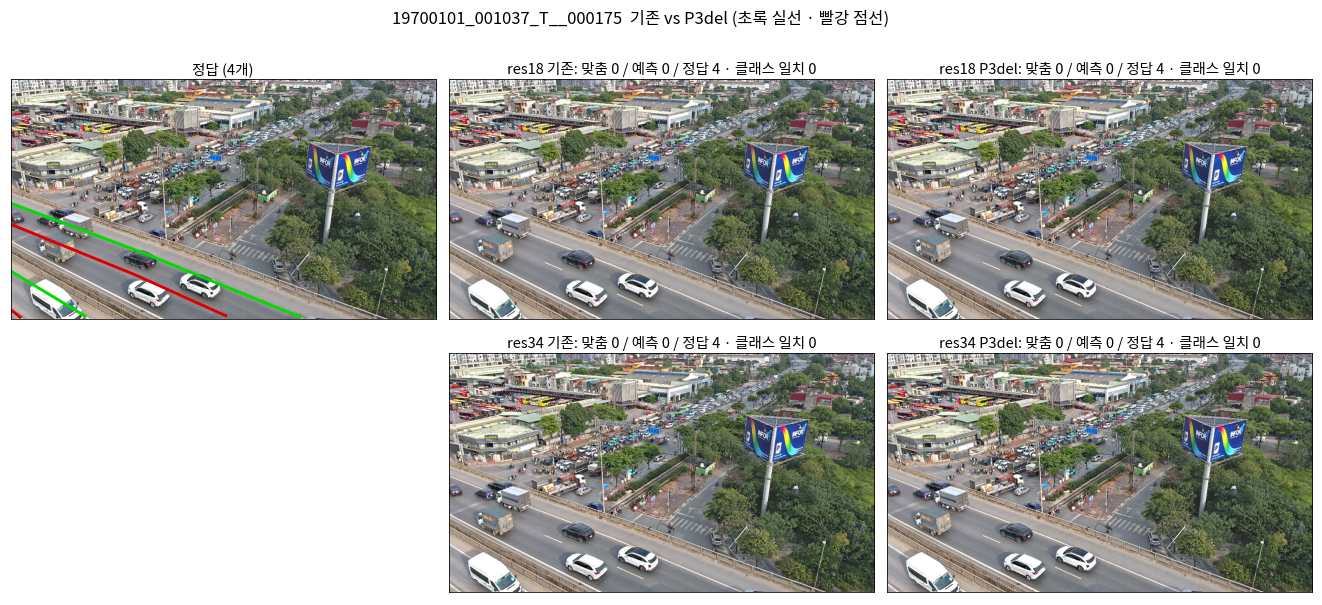 19700101_001037_T__000175 기존 vs P3del (초록 실선 · 빨강 점선)
정답 (4개)
res18 기존: 맞춤 0 / 예측 0 / 정답 4 · 클래스 일치 0
res18 P3del: 맞춤 0 / 예측 0 / 정답 4 · 클래스 일치 0
res34 기존: 맞춤 0 / 예측 0 / 정답 4 · 클래스 일치 0
res34 P3del: 맞춤 0 / 예측 0 / 정답 4 · 클래스 일치 0